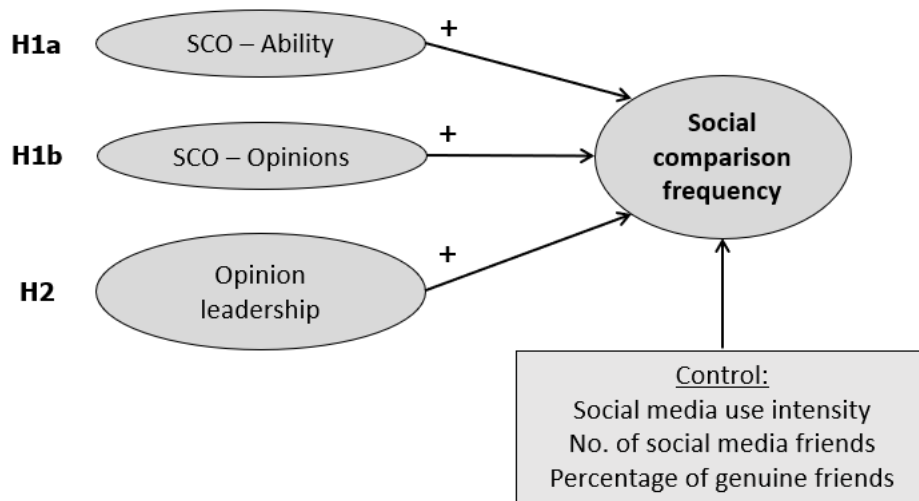 H1a
SCO – Ability
+
H1b
SCO – Opinions
+
H2
Opinion
leadership
+
Social
comparison
frequency
Control:
Social media use intensity
No. of social media friends
Percentage of genuine friends